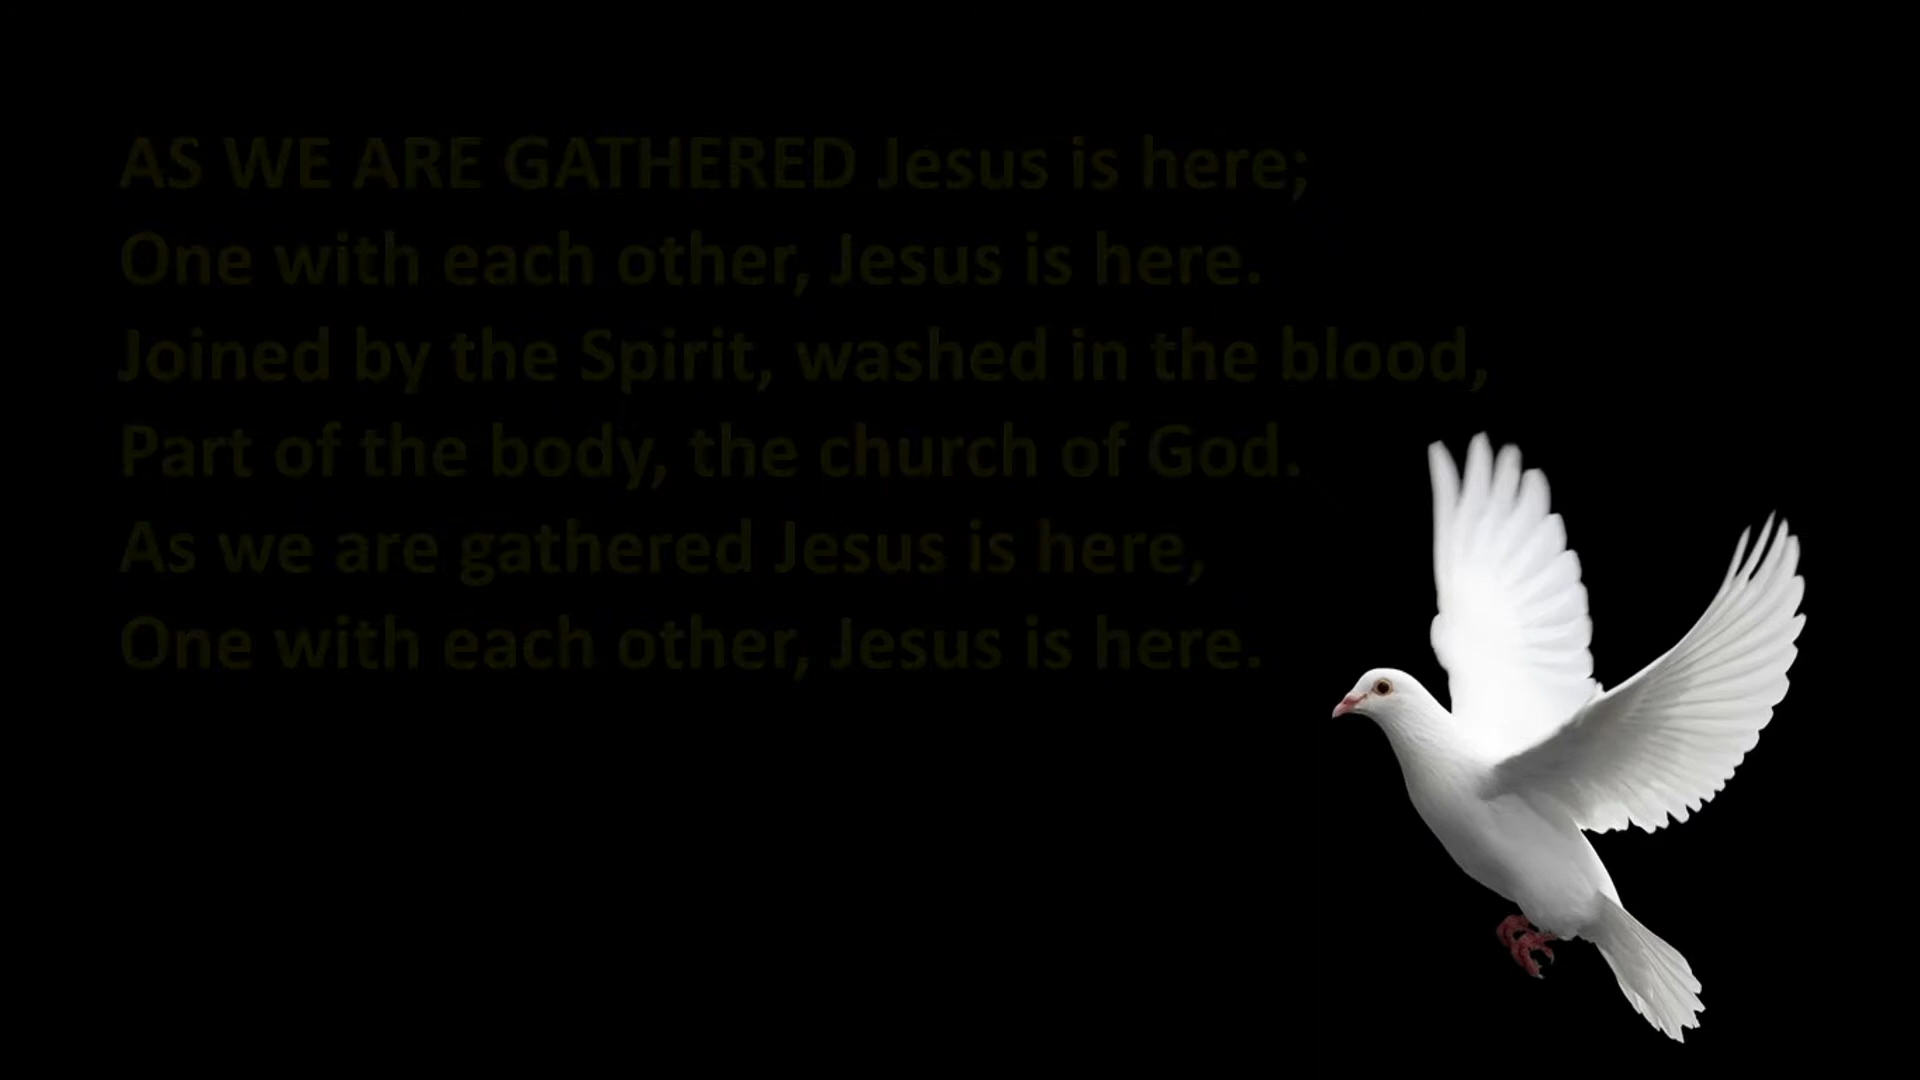 AS WE ARE GATHERED Jesus is here;
One with each other, Jesus is here.
Joined by the Spirit, washed in the blood,
Part of the body, the church of God.
As we are gathered Jesus is here,
One with each other, Jesus is here.